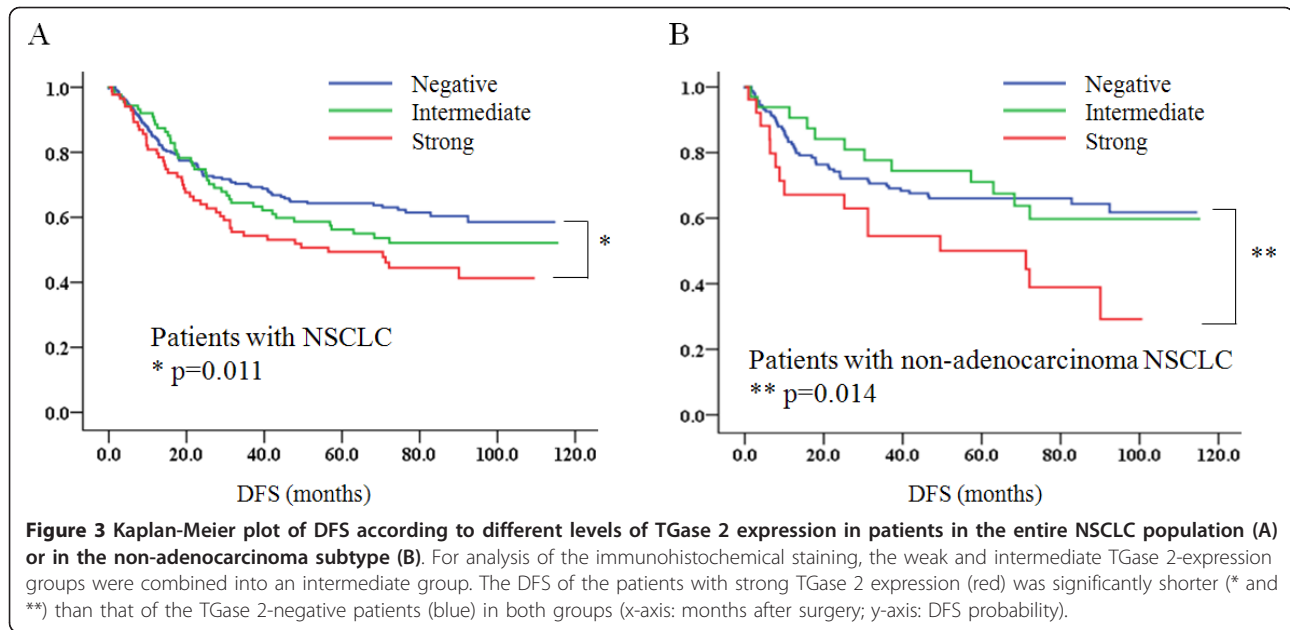 A
B
1.0
0.8
0.6
0.4
0.2
0.0
0.0 20.0 40.0 60.0 80.0 100.0 120.0
Negative
Intermediate
Strong
*
Patients with NSCLC
* p=0.011
DFS (months)
1.0
0.8
0.6
0.4
0.2
0.0
0.0 20.0 40.0 60.0 80.0 100.0 120.0
Negative
Intermediate
Strong
**
Patients with non-adenocarcinoma NSCLC
** p=0.014
DFS (months)
Figure 3 Kaplan-Meier plot of DFS according to different levels of TGase 2 expression in patients in the entire NSCLC population (A)
or in the non-adenocarcinoma subtype (B). For analysis of the immunohistochemical staining, the weak and intermediate TGase 2-expression
groups were combined into an intermediate group. The DFS of the patients with strong TGase 2 expression (red) was significantly shorter (* and
**) than that of the TGase 2-negative patients (blue) in both groups (x-axis: months after surgery; y-axis: DFS probability).